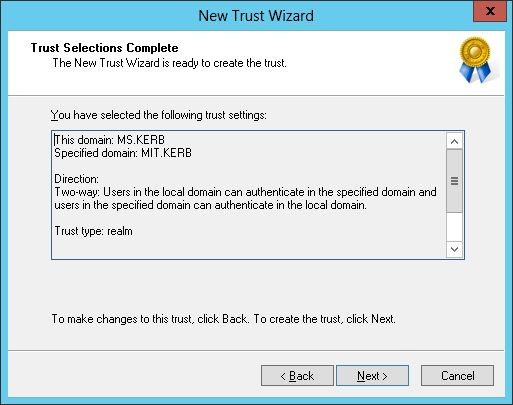 New Trust Wizard
x
Trust Selections Complete
The New Trust Wizard is ready to create the trust.
You have selected the following trust settings:
This domain: MS.KERB
Specified domain: MIT.KERB
Direction:
Two-way: Users in the local domain can authenticate in the specified domain and
users in the specified domain can authenticate in the local domain.
Trust type: realm
To make changes to this trust, click Back. To create the trust, click Next.
< Back
Next >
Cancel